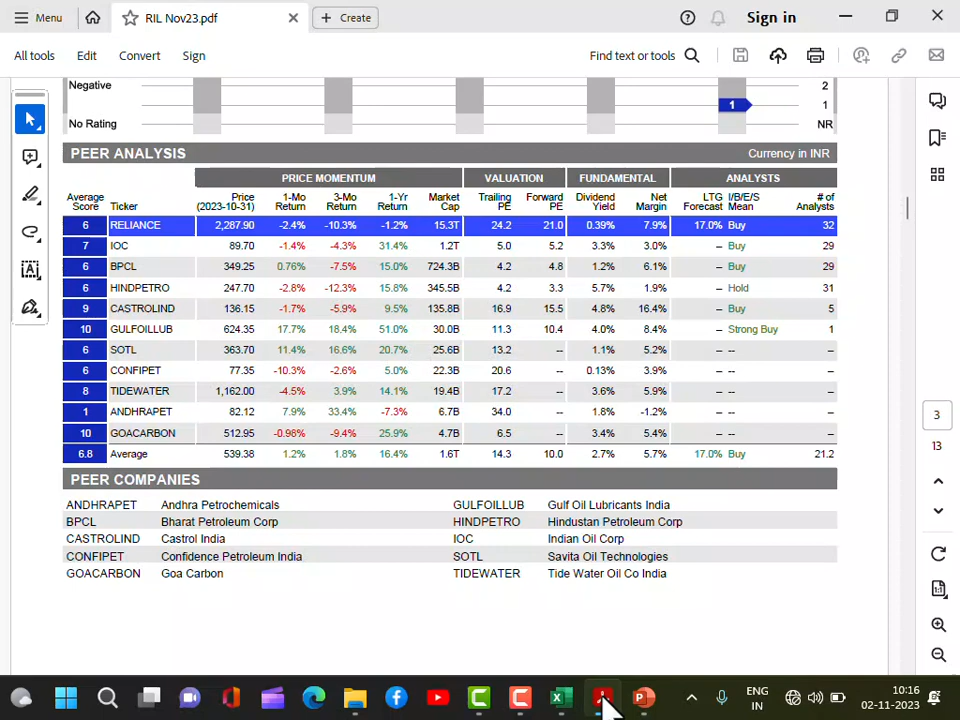 Menu
RIL Nov23.pdf
Create
Sign in
All tools Edit Convert Sign
Find text or tools
Negative 2
1 1
No Rating NR
PEER ANALYSIS Currency in INR
PRICE MOMENTUM VALUATION FUNDAMENTAL ANALYSTS
Average Price 1-Mo 3-Mo 1-Yr Market Trailing Forward Dividend Net LTG I/B/E/S # of
Score Ticker (2023-10-31) Return Return Return Cap PE PE Yield Margin Forecast Mean Analysts
6 RELIANCE 2,287.90 -2.4% -10.3% -1.2% 15.3T 24.2 21.0 0.39% 7.9% 17.0% Buy 32
7 IOC 89.70 -1.4% -4.3% 31.4% 1.2T 5.0 5.2 3.3% 3.0% – Buy 29
6 BPCL 349.25 0.76% -7.5% 15.0% 724.3B 4.2 4.8 1.2% 6.1% – Buy 29
6 HINDPETRO 247.70 -2.8% -12.3% 15.8% 345.5B 4.2 3.3 5.7% 1.9% – Hold 31
9 CASTROLIND 136.15 -1.7% -5.9% 9.5% 135.8B 16.9 15.5 4.8% 16.4% – Buy 5
10 GULFOILLUB 624.35 17.7% 18.4% 51.0% 30.0B 11.3 10.4 4.0% 8.4% – Strong Buy 1
6 SOTL 363.70 11.4% 16.6% 20.7% 25.6B 13.2 -- 1.1% 5.2% – -- –
6 CONFIPET 77.35 -10.3% -2.6% 5.0% 22.3B 20.6 -- 0.13% 3.9% – -- –
8 TIDEWATER 1,162.00 -4.5% 3.9% 14.1% 19.4B 17.2 -- 3.6% 5.9% – -- –
1 ANDHRAPET 82.12 7.9% 33.4% -7.3% 6.7B 34.0 -- 1.8% -1.2% – -- –
10 GOACARBON 512.95 -0.98% -9.4% 25.9% 4.7B 6.5 -- 3.4% 5.4% – -- –
6.8 Average 539.38 1.2% 1.8% 16.4% 1.6T 14.3 10.0 2.7% 5.7% 17.0% Buy 21.2
PEER COMPANIES
ANDHRAPET Andhra Petrochemicals GULFOILLUB Gulf Oil Lubricants India
BPCL Bharat Petroleum Corp HINDPETRO Hindustan Petroleum Corp
CASTROLIND Castrol India IOC Indian Oil Corp
CONFIPET Confidence Petroleum India SOTL Savita Oil Technologies
GOACARBON Goa Carbon TIDEWATER Tide Water Oil Co India
3
13
ENG
IN
10:16
02-11-2023